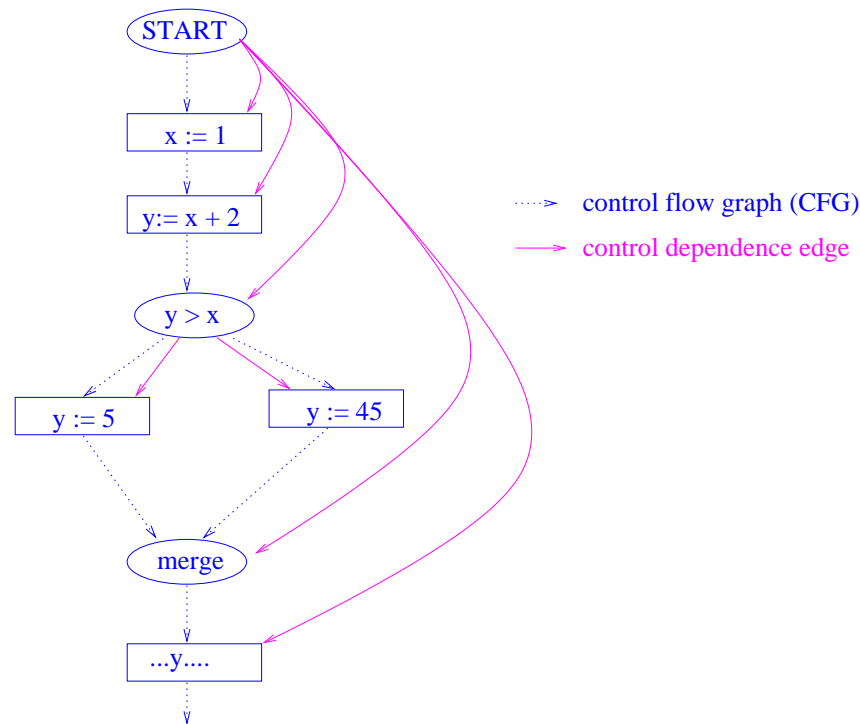 START
x := 1
y:= x + 2
control flow graph (CFG)
control dependence edge
y > x
y := 5
y := 45
merge
...y....